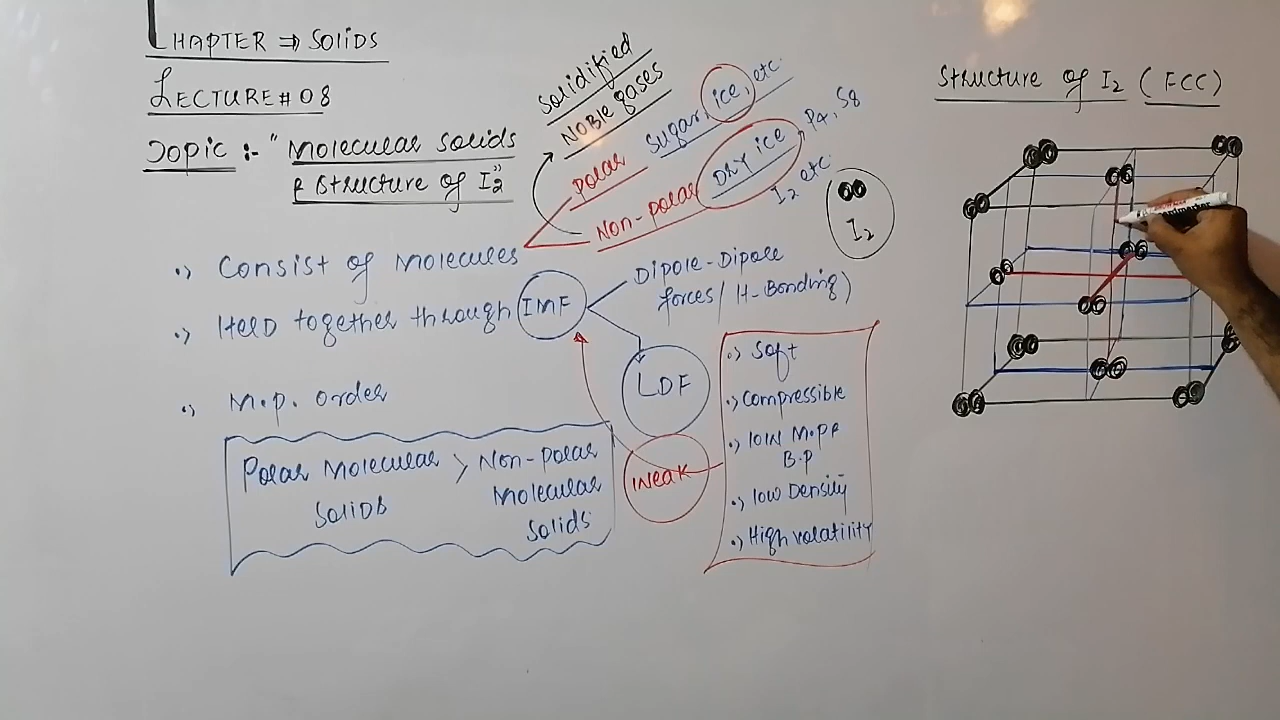 CHAPTER ⇒ SOLIDS
LECTURE # 08
Topic :- " Molecular solids
& Structure of I2"
Solidified
Noble gases
Polar Sugar, ice, etc.
Non-polar Dry ice, P4, S8
I2 etc.
I2
•) Consist of molecules
•) Held together through IMF
Dipole-Dipole
forces / H-Bonding)
LDF
•) M.p. order
Polar Molecular > Non-polar
solids Molecular
solids
Weak
•) Soft
•) Compressible
•) low M.P &
B.P
•) low Density
•) High volatility
Structure of I2 (FCC)